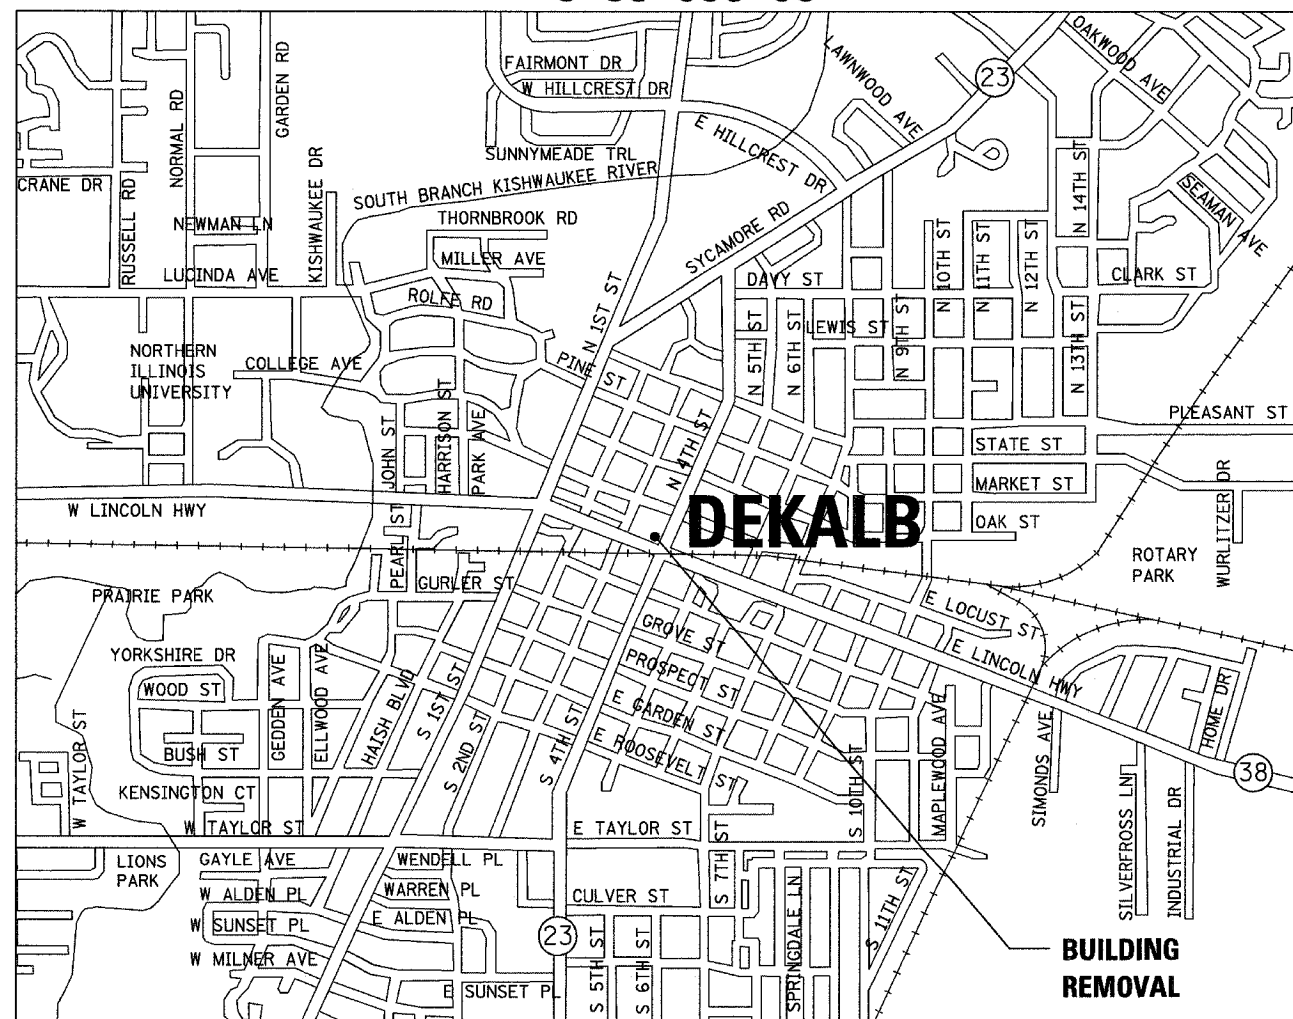 FAIRMONT DR
W HILLCREST DR
LAWNWOOD AVE
23
OAKWOOD AVE
GARDEN RD
NORMAL RD
E HILLCREST DR
SUNNYMEADE TRL
CRANE DR
RUSSELL RD
KISHWAUKEE DR
SOUTH BRANCH KISHWAUKEE RIVER
N 14TH ST
SEAMAN AVE
NEWMAN LN
THORNBROOK RD
SYCAMORE RD
MILLER AVE
LUCINDA AVE
DAVY ST
N 10TH ST
N 11TH ST
N 12TH ST
CLARK ST
ROLFE RD
N 1ST ST
N 5TH ST
N 6TH ST
LEWIS ST
N 9TH ST
N 13TH ST
NORTHERN
ILLINOIS
UNIVERSITY
COLLEGE AVE
PINE ST
JOHN ST
HARRISON ST
PARK AVE
N 4TH ST
PLEASANT ST
STATE ST
MARKET ST
WURLITZER DR
W LINCOLN HWY
DEKALB
OAK ST
PEARL ST
GURLER ST
ROTARY
PARK
PRAIRIE PARK
E LOCUST ST
GROVE ST
E LINCOLN HWY
YORKSHIRE DR
WOOD ST
GEDDEN AVE
ELLWOOD AVE
HAISH BLVD
S 1ST ST
PROSPECT ST
E GARDEN ST
E ROOSEVELT ST
HOME DR
W TAYLOR ST
BUSH ST
S 2ND ST
S 4TH ST
S 10TH ST
MAPLEWOOD AVE
SIMONDS AVE
38
KENSINGTON CT
W TAYLOR ST
E TAYLOR ST
S 7TH ST
SILVERFROSS LN
INDUSTRIAL DR
LIONS
PARK
GAYLE AVE
WENDELL PL
W ALDEN PL
WARREN PL
CULVER ST
W SUNSET PL
E ALDEN PL
23
SPRINGDALE LN
S 11TH ST
W MILNER AVE
S 5TH ST
S 6TH ST
E SUNSET PL
BUILDING
REMOVAL